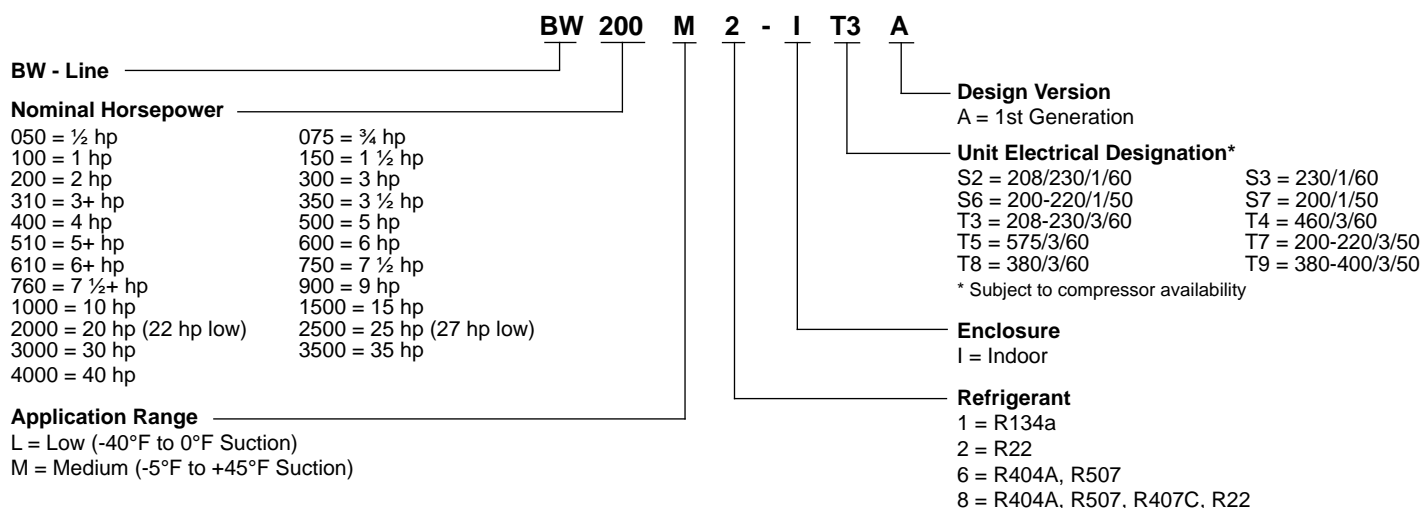 BW 200 M 2 - I T3 A
BW - Line
Nominal Horsepower
050 = ½ hp 075 = ¾ hp
100 = 1 hp 150 = 1 ½ hp
200 = 2 hp 300 = 3 hp
310 = 3+ hp 350 = 3 ½ hp
400 = 4 hp 500 = 5 hp
510 = 5+ hp 600 = 6 hp
610 = 6+ hp 750 = 7 ½ hp
760 = 7 ½+ hp 900 = 9 hp
1000 = 10 hp 1500 = 15 hp
2000 = 20 hp (22 hp low) 2500 = 25 hp (27 hp low)
3000 = 30 hp 3500 = 35 hp
4000 = 40 hp
Application Range
L = Low (-40°F to 0°F Suction)
M = Medium (-5°F to +45°F Suction)
Design Version
A = 1st Generation
Unit Electrical Designation*
S2 = 208/230/1/60 S3 = 230/1/60
S6 = 200-220/1/50 S7 = 200/1/50
T3 = 208-230/3/60 T4 = 460/3/60
T5 = 575/3/60 T7 = 200-220/3/50
T8 = 380/3/60 T9 = 380-400/3/50
* Subject to compressor availability
Enclosure
I = Indoor
Refrigerant
1 = R134a
2 = R22
6 = R404A, R507
8 = R404A, R507, R407C, R22